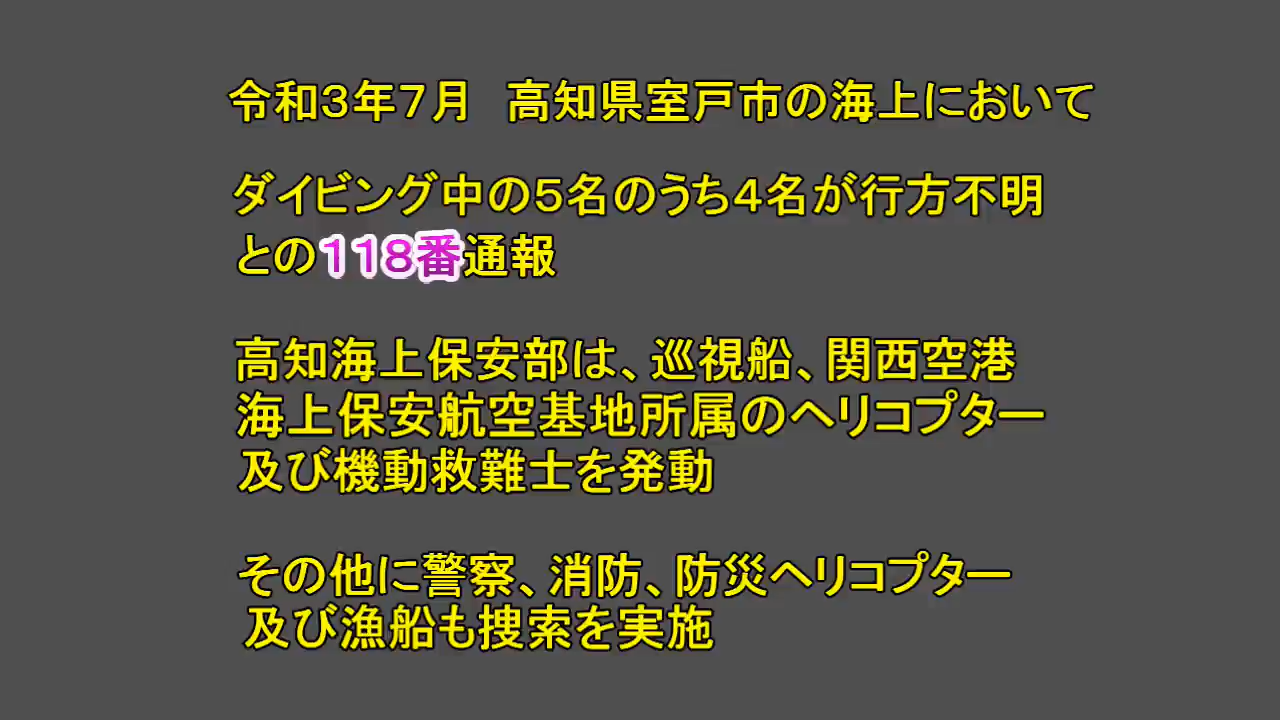 令和３年７月　高知県室戸市の海上において
ダイビング中の５名のうち４名が行方不明
との１１８番通報
高知海上保安部は、巡視船、関西空港
海上保安航空基地所属のヘリコプター
及び機動救難士を発動
その他に警察、消防、防災ヘリコプター
及び漁船も捜索を実施